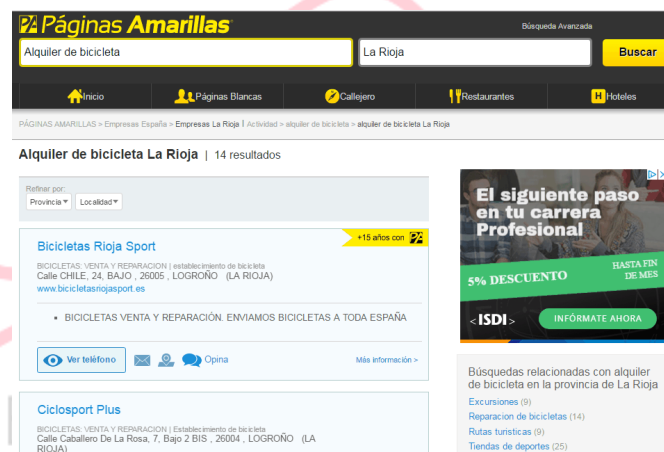 Páginas Amarillas
Búsqueda Avanzada
Alquiler de bicicleta
La Rioja
Buscar
Inicio
Páginas Blancas
Callejero
Restaurantes
H Hoteles
PÁGINAS AMARILLAS > Empresas España > Empresas La Rioja | Actividad > alquiler de bicicleta > alquiler de bicicleta La Rioja
Alquiler de bicicleta La Rioja | 14 resultados
Refinar por:
Provincia
Localidad
+15 años con PA
Bicicletas Rioja Sport
BICICLETAS: VENTA Y REPARACION | establecimiento de bicicleta
Calle CHILE, 24, BAJO , 26005 , LOGROÑO (LA RIOJA)
www.bicicletasriojasport.es
• BICICLETAS VENTA Y REPARACIÓN. ENVIAMOS BICICLETAS A TODA ESPAÑA
Ver teléfono
Opina
Más información >
Ciclosport Plus
BICICLETAS: VENTA Y REPARACION | Establecimiento de bicicleta
Calle Caballero De La Rosa, 7, Bajo 2 BIS , 26004 , LOGROÑO (LA
RIOJA)
El siguiente paso
en tu carrera
Profesional
5% DESCUENTO
HASTA FIN
DE MES
< ISDI >
INFÓRMATE AHORA
Búsquedas relacionadas con alquiler
de bicicleta en la provincia de La Rioja
Excursiones (9)
Reparacion de bicicletas (14)
Rutas turisticas (9)
Tiendas de deportes (25)